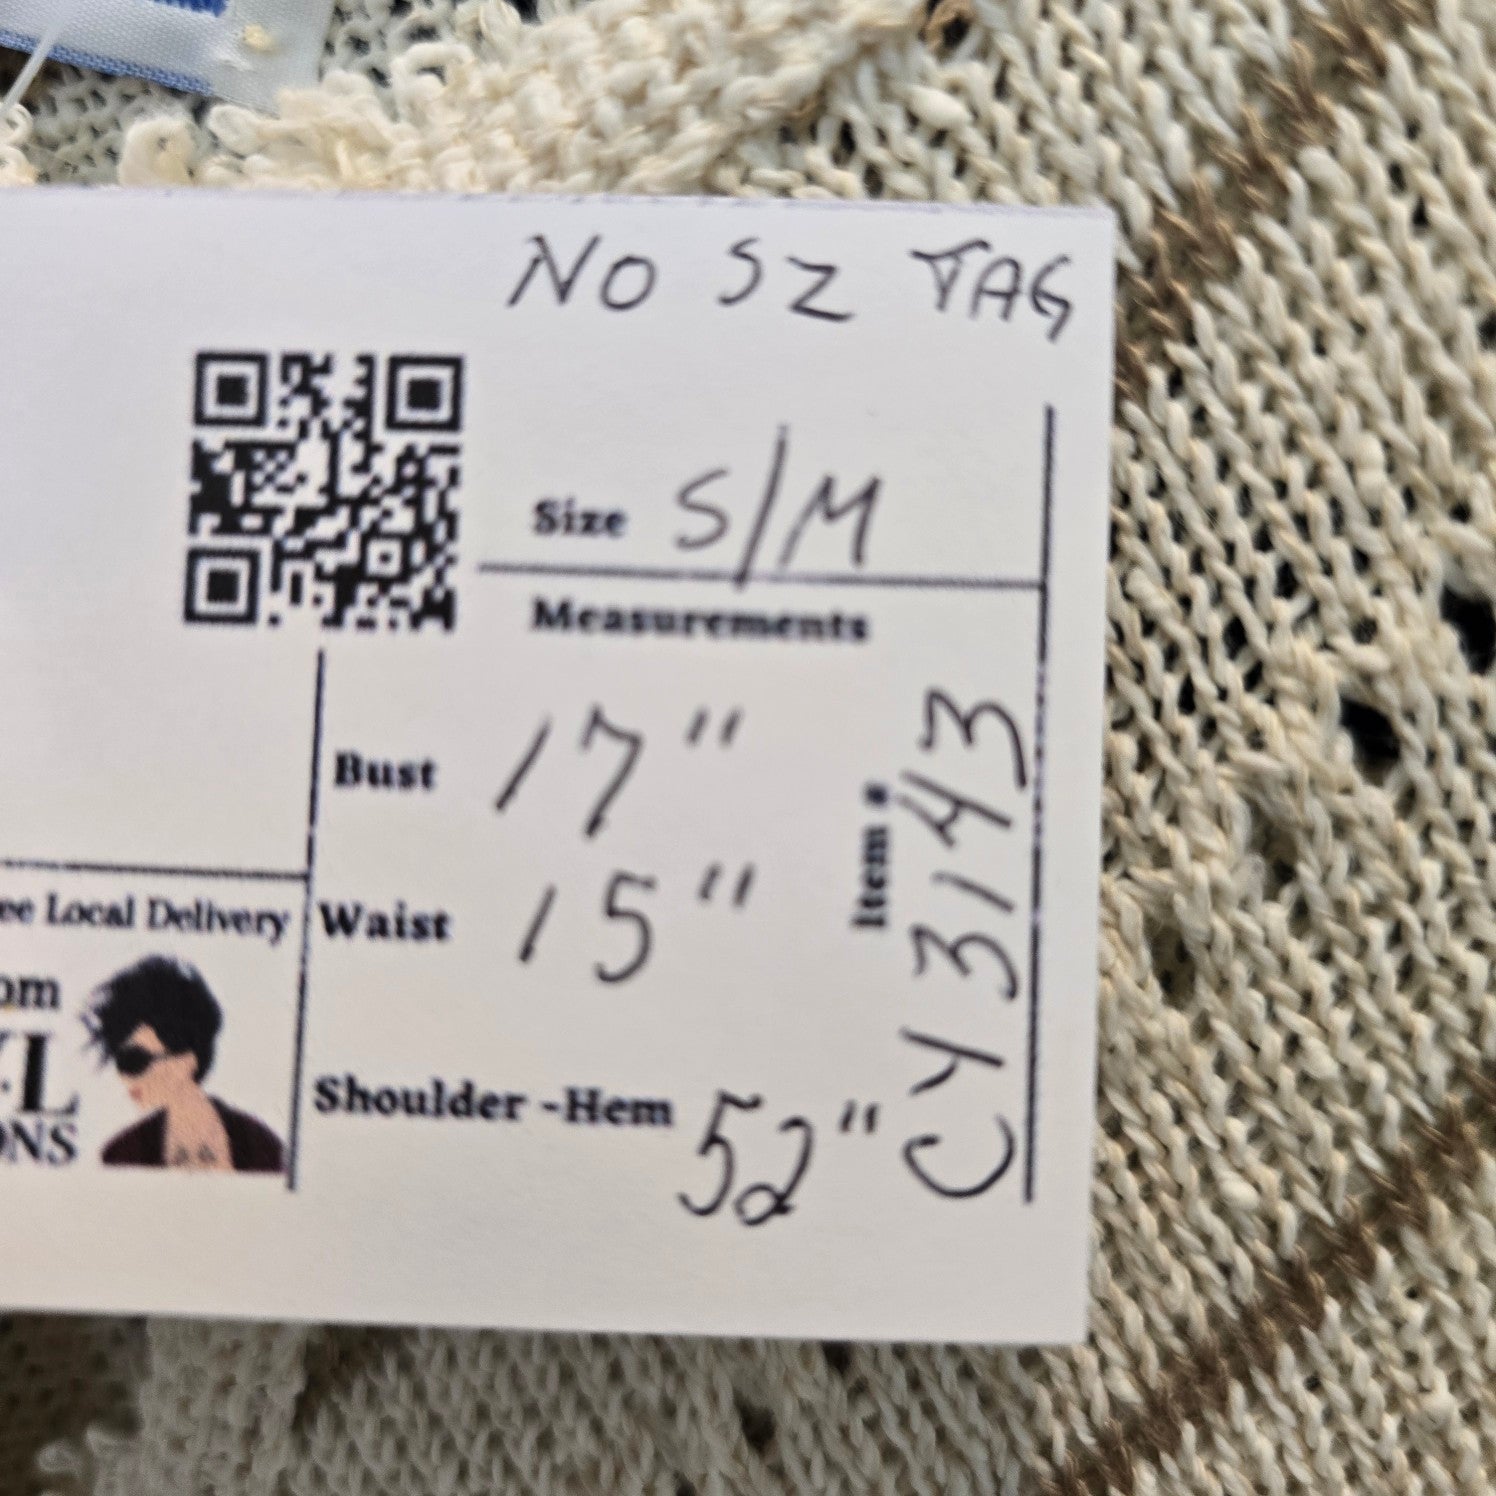 NO SZ TAG
Size S/M
Measurements
Bust 17"
Waist 15"
Shoulder -Hem 52"
Item # CY3143
ee Local Delivery
om
L
ONS